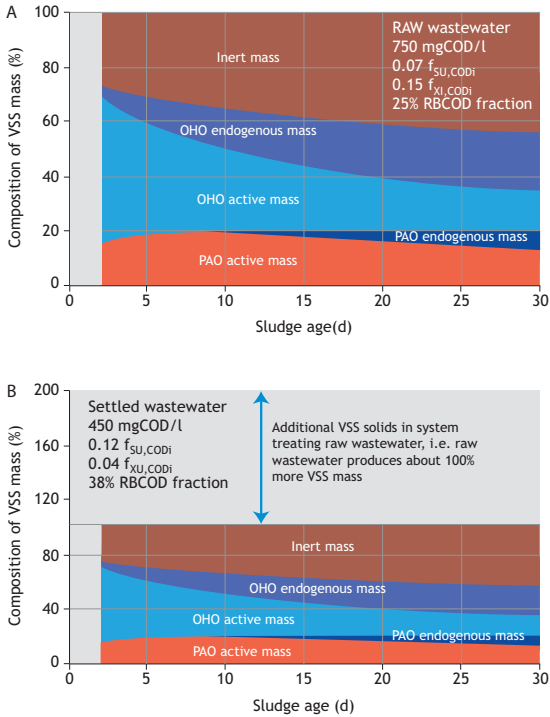 A
Composition of VSS mass (%)
100
80
60
40
20
0
RAW wastewater
750 mgCOD/l
0.07 fSU,CODi
0.15 fXI,CODi
25% RBCOD fraction
Inert mass
OHO endogenous mass
OHO active mass
PAO endogenous mass
PAO active mass
0 5 10 15 20 25 30
Sludge age(d)
B
Composition of VSS mass (%)
200
160
120
80
40
0
Settled wastewater
450 mgCOD/l
0.12 fSU,CODi
0.04 fXU,CODi
38% RBCOD fraction
Additional VSS solids in system
treating raw wastewater, i.e. raw
wastewater produces about 100%
more VSS mass
Inert mass
OHO endogenous mass
OHO active mass
PAO endogenous mass
PAO active mass
0 5 10 15 20 25 30
Sludge age (d)